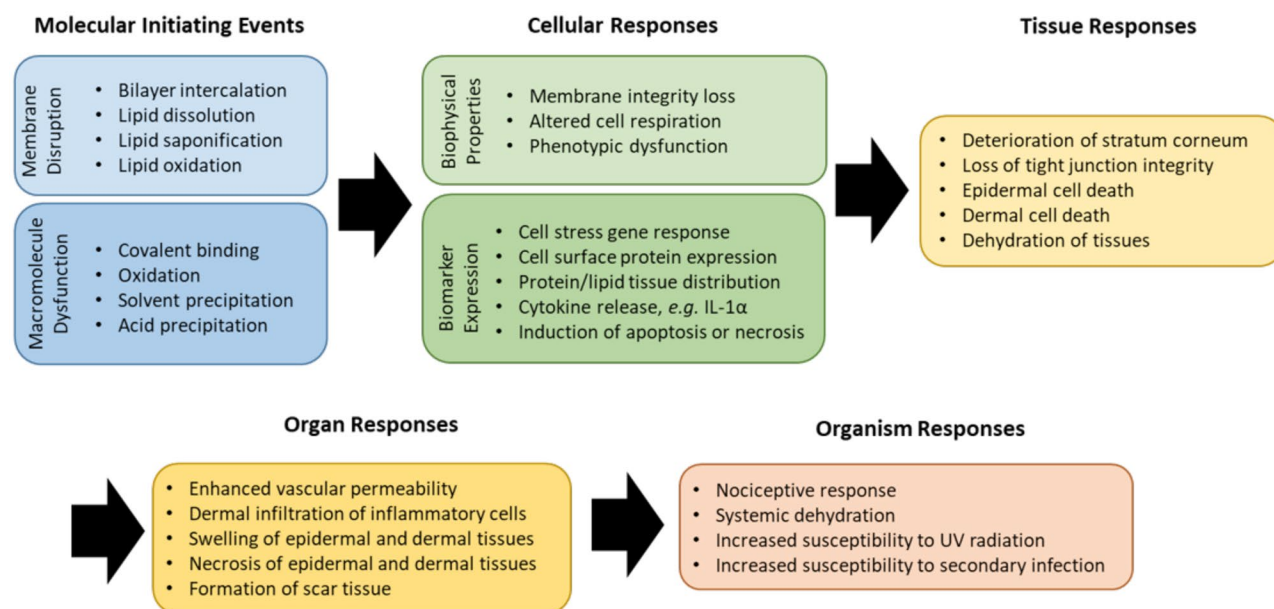 Molecular Initiating Events
Membrane
Disruption
• Bilayer intercalation
• Lipid dissolution
• Lipid saponification
• Lipid oxidation
Macromolecule
Dysfunction
• Covalent binding
• Oxidation
• Solvent precipitation
• Acid precipitation
Cellular Responses
Biophysical
Properties
• Membrane integrity loss
• Altered cell respiration
• Phenotypic dysfunction
Biomarker
Expression
• Cell stress gene response
• Cell surface protein expression
• Protein/lipid tissue distribution
• Cytokine release, e.g. IL-1α
• Induction of apoptosis or necrosis
Tissue Responses
• Deterioration of stratum corneum
• Loss of tight junction integrity
• Epidermal cell death
• Dermal cell death
• Dehydration of tissues
Organ Responses
• Enhanced vascular permeability
• Dermal infiltration of inflammatory cells
• Swelling of epidermal and dermal tissues
• Necrosis of epidermal and dermal tissues
• Formation of scar tissue
Organism Responses
• Nociceptive response
• Systemic dehydration
• Increased susceptibility to UV radiation
• Increased susceptibility to secondary infection